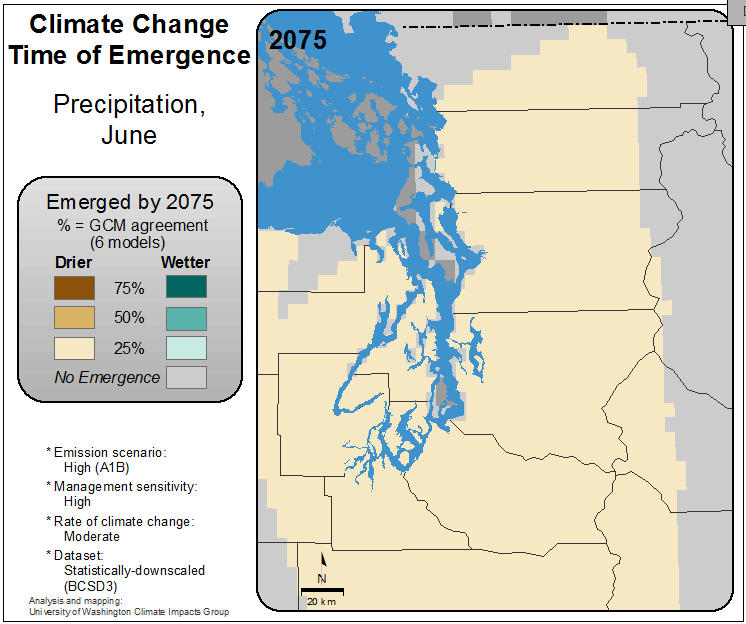 Climate Change
Time of Emergence
Precipitation,
June
Emerged by 2075
% = GCM agreement
(6 models)
Drier Wetter
75%
50%
25%
No Emergence
* Emission scenario:
High (A1B)
* Management sensitivity:
High
* Rate of climate change:
Moderate
* Dataset:
Statistically-downscaled
(BCSD3)
Analysis and mapping:
University of Washington Climate Impacts Group
2075
N
20 km